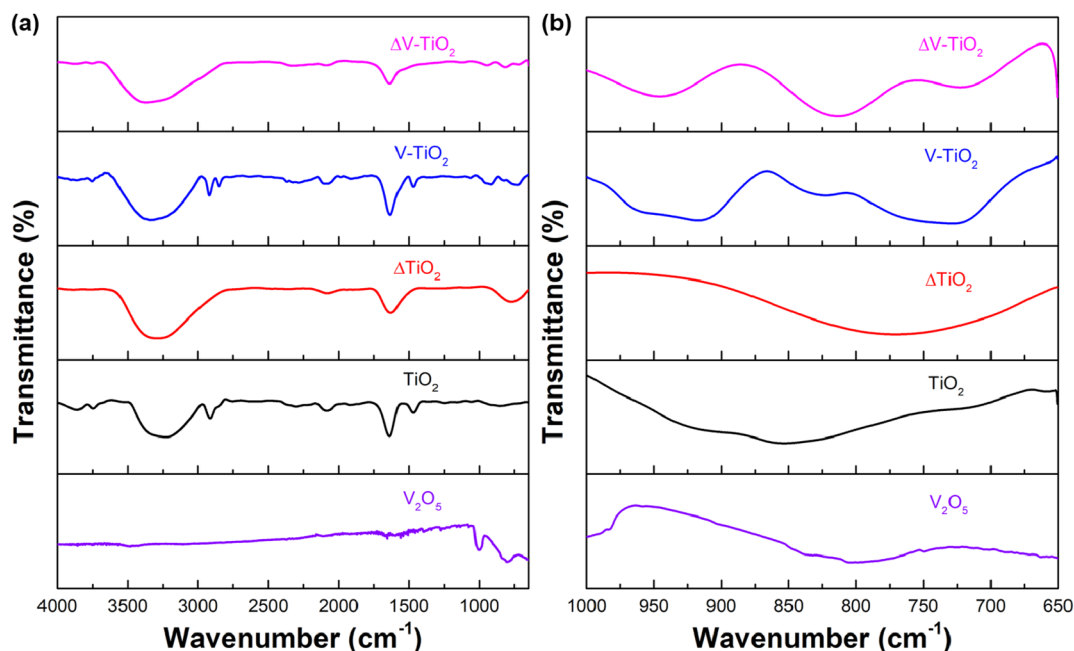 (a)
ΔV-TiO₂
V-TiO₂
ΔTiO₂
TiO₂
V₂O₅
Transmittance (%)
4000 3500 3000 2500 2000 1500 1000
Wavenumber (cm⁻¹)
(b)
ΔV-TiO₂
V-TiO₂
ΔTiO₂
TiO₂
V₂O₅
Transmittance (%)
1000 950 900 850 800 750 700 650
Wavenumber (cm⁻¹)